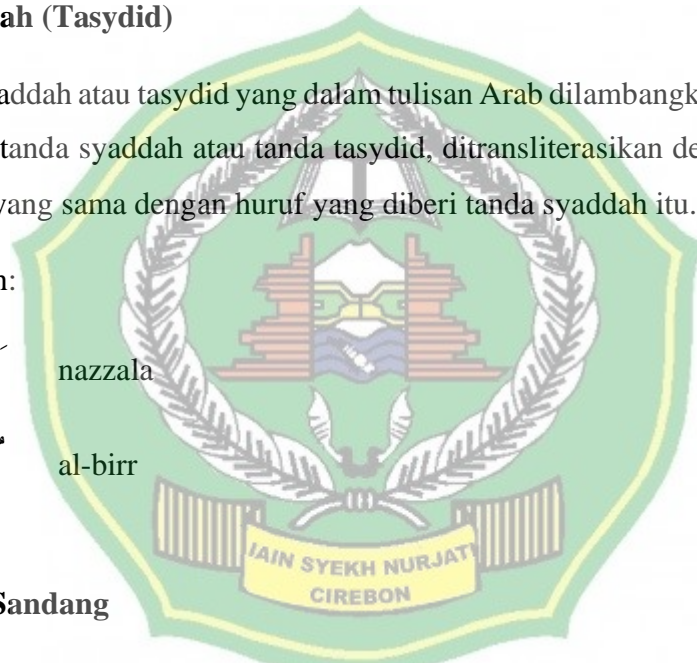 ah (Tasydid)
addah atau tasydid yang dalam tulisan Arab dilambangk
tanda syaddah atau tanda tasydid, ditransliterasikan de
yang sama dengan huruf yang diberi tanda syaddah itu.
n:
nazzala
al-birr
IAIN SYEKH NURJATI
CIREBON
Sandang